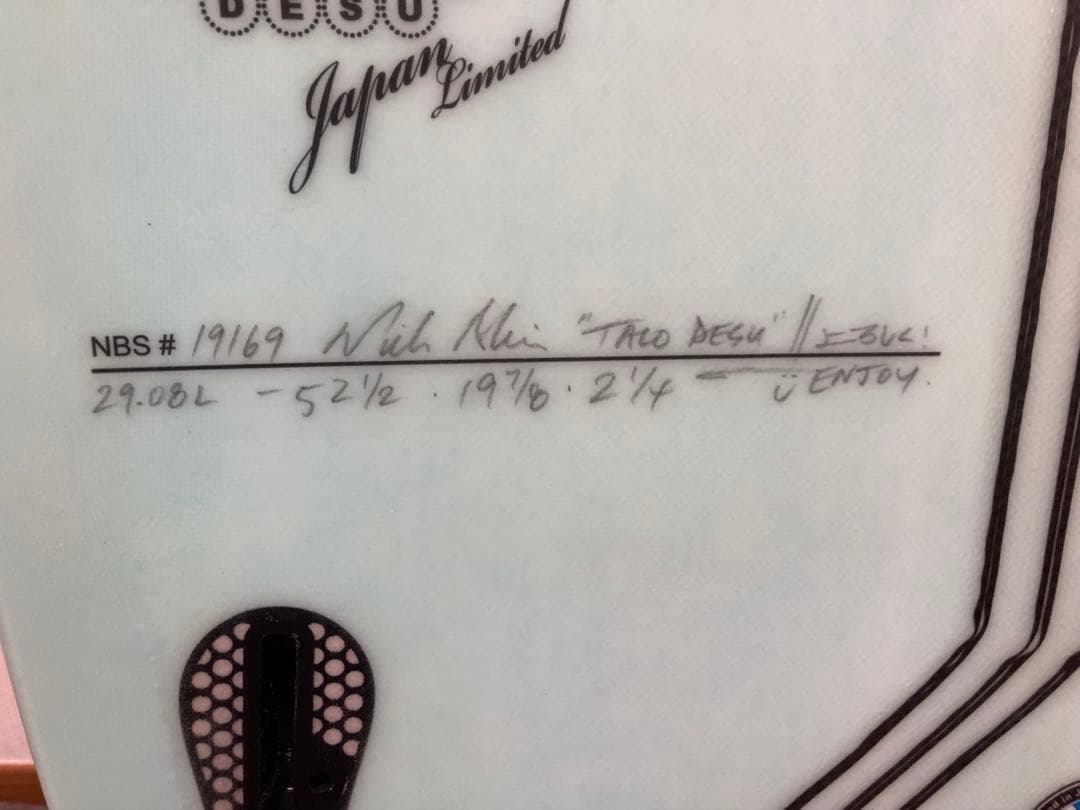 DESU
Japan
Limited
NBS # 19169 "TACO DESU" //
29.08L - 52 1/2 . 19 7/8 . 2 1/4 ENJOY.